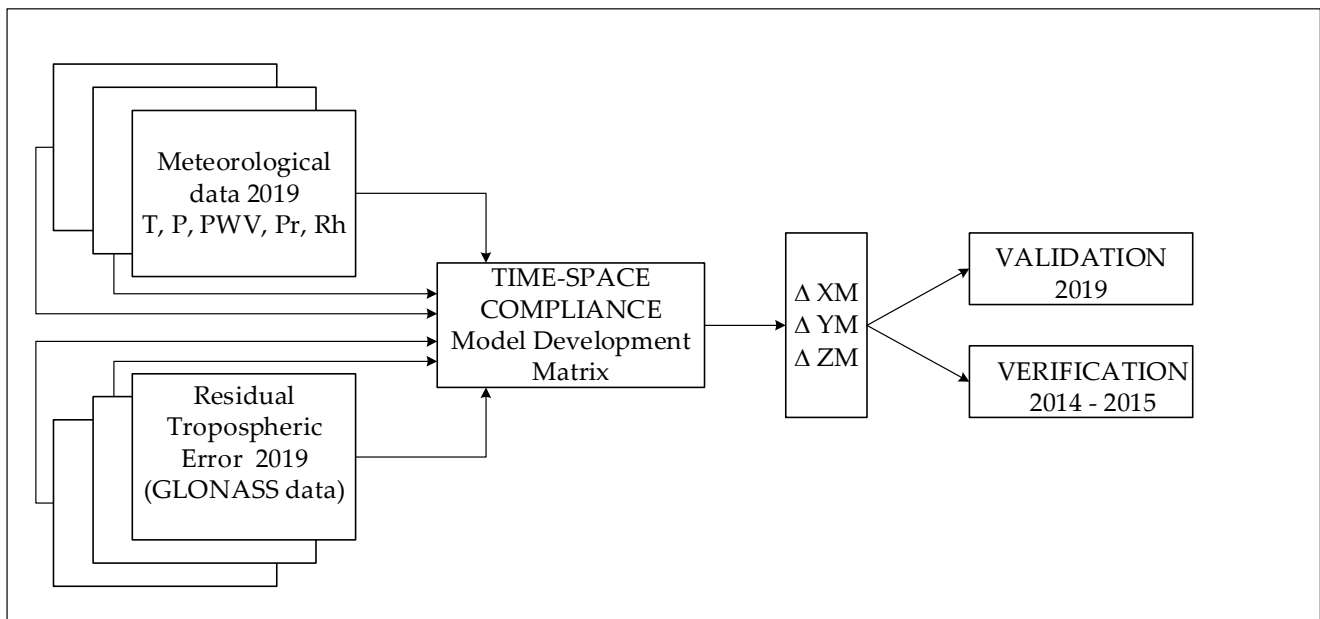 Meteorological
data 2019
T, P, PWV, Pr, Rh
TIME-SPACE
COMPLIANCE
Model Development
Matrix
Residual
Tropospheric
Error 2019
(GLONASS data)
Δ XM
Δ YM
Δ ZM
VALIDATION
2019
VERIFICATION
2014 - 2015